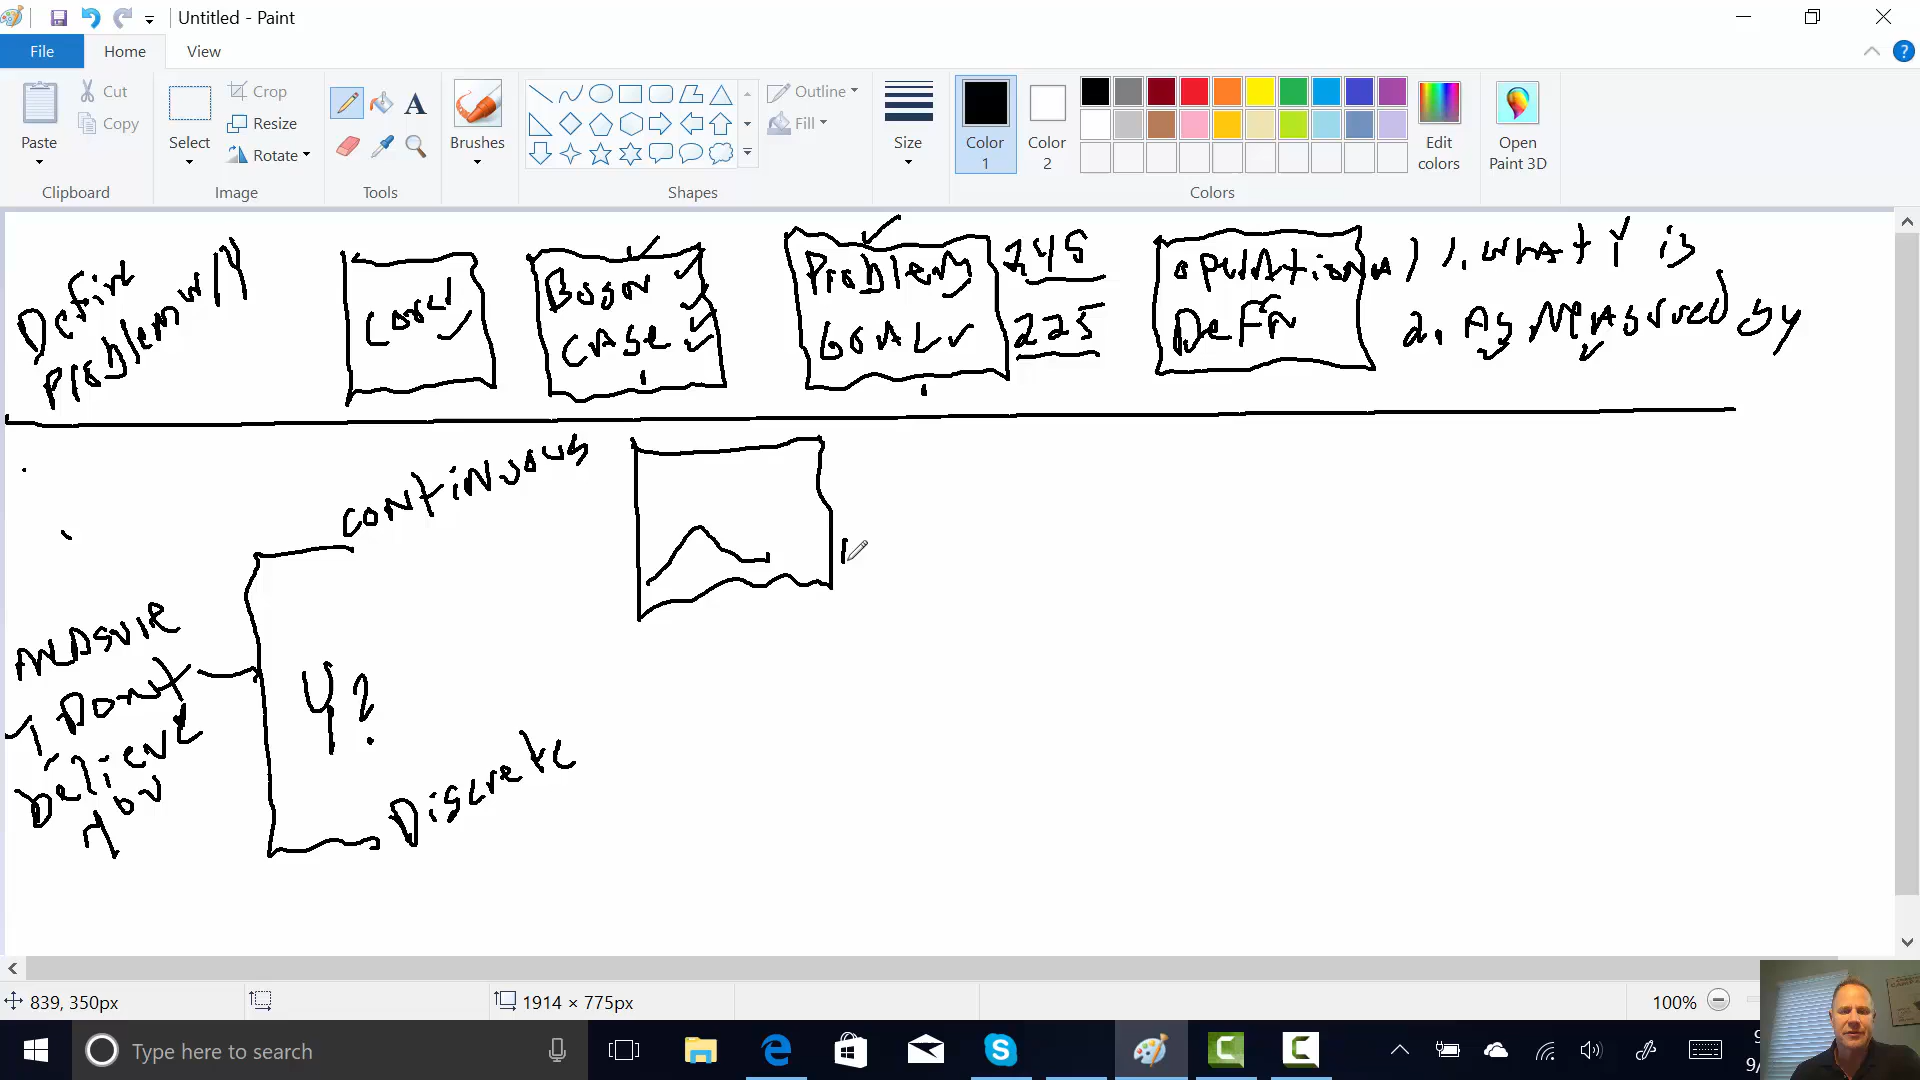 Untitled - Paint
File
Home
View
Paste
Cut
Copy
Clipboard
Select
Crop
Resize
Rotate
Image
Tools
Brushes
Shapes
Outline
Fill
Size
Color 1
Color 2
Edit colors
Open Paint 3D
Colors
Define
Problem w/Y
Problem
GOAL
245
225
Operational
Defn
1. What Y is
2. As Measured by
CASE
continuous
Measure
I Dont
Believe
You
Y?
Discrete
839, 350px
1914 × 775px
100%
Type here to search